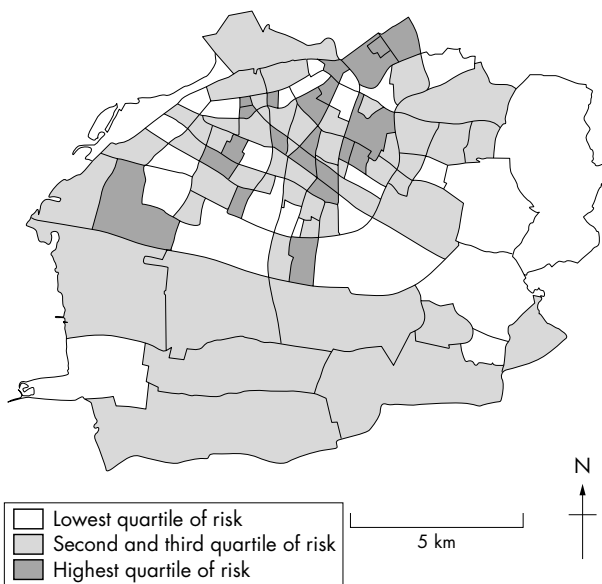 N
Lowest quartile of risk
Second and third quartile of risk
Highest quartile of risk
5 km